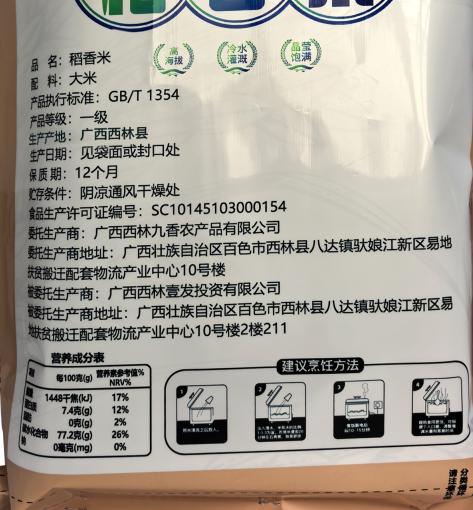 高
海拔
冷水
灌溉
晶莹
饱满
品 名：稻香米
配 料：大米
产品执行标准：GB/T 1354
产品等级：一级
生产产地：广西西林县
生产日期：见袋面或封口处
保 质 期：12个月
贮存条件：阴凉通风干燥处
食品生产许可证编号：SC10145103000154
委托生产商：广西西林九香农产品有限公司
委托生产商地址：广西壮族自治区百色市西林县八达镇驮娘江新区易地
扶贫搬迁配套物流产业中心10号楼
被委托生产商：广西西林壹发投资有限公司
被委托生产商地址：广西壮族自治区百色市西林县八达镇驮娘江新区易
地扶贫搬迁配套物流产业中心10号楼2楼211
营养成分表
每100克(g) 营养素参考值%
NRV%
1448千焦(kJ) 17%
7.4克(g) 12%
0克(g) 2%
水化合物 77.2克(g) 26%
0毫克(mg) 0%
建议烹饪方法
1
2
3
4